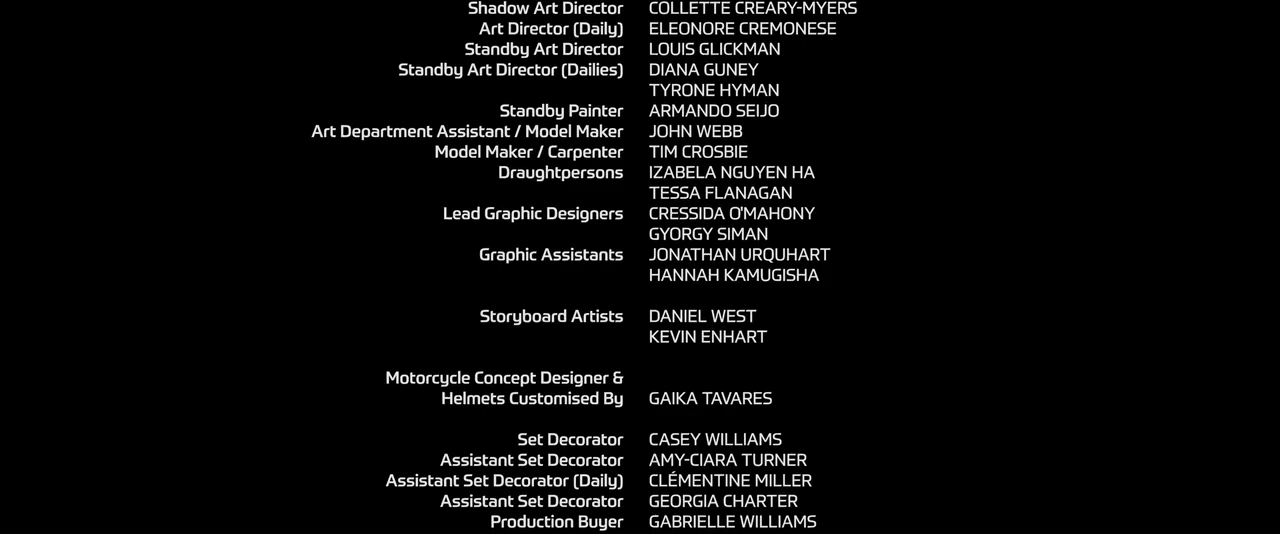 Shadow Art Director COLLETTE CREARY-MYERS
Art Director (Daily) ELEONORE CREMONESE
Standby Art Director LOUIS GLICKMAN
Standby Art Director (Dailies) DIANA GUNEY
TYRONE HYMAN
Standby Painter ARMANDO SEIJO
Art Department Assistant / Model Maker JOHN WEBB
Model Maker / Carpenter TIM CROSBIE
Draughtpersons IZABELA NGUYEN HA
TESSA FLANAGAN
Lead Graphic Designers CRESSIDA O'MAHONY
GYORGY SIMAN
Graphic Assistants JONATHAN URQUHART
HANNAH KAMUGISHA
Storyboard Artists DANIEL WEST
KEVIN ENHART
Motorcycle Concept Designer &
Helmets Customised By GAIKA TAVARES
Set Decorator CASEY WILLIAMS
Assistant Set Decorator AMY-CIARA TURNER
Assistant Set Decorator (Daily) CLÉMENTINE MILLER
Assistant Set Decorator GEORGIA CHARTER
Production Buyer GABRIELLE WILLIAMS